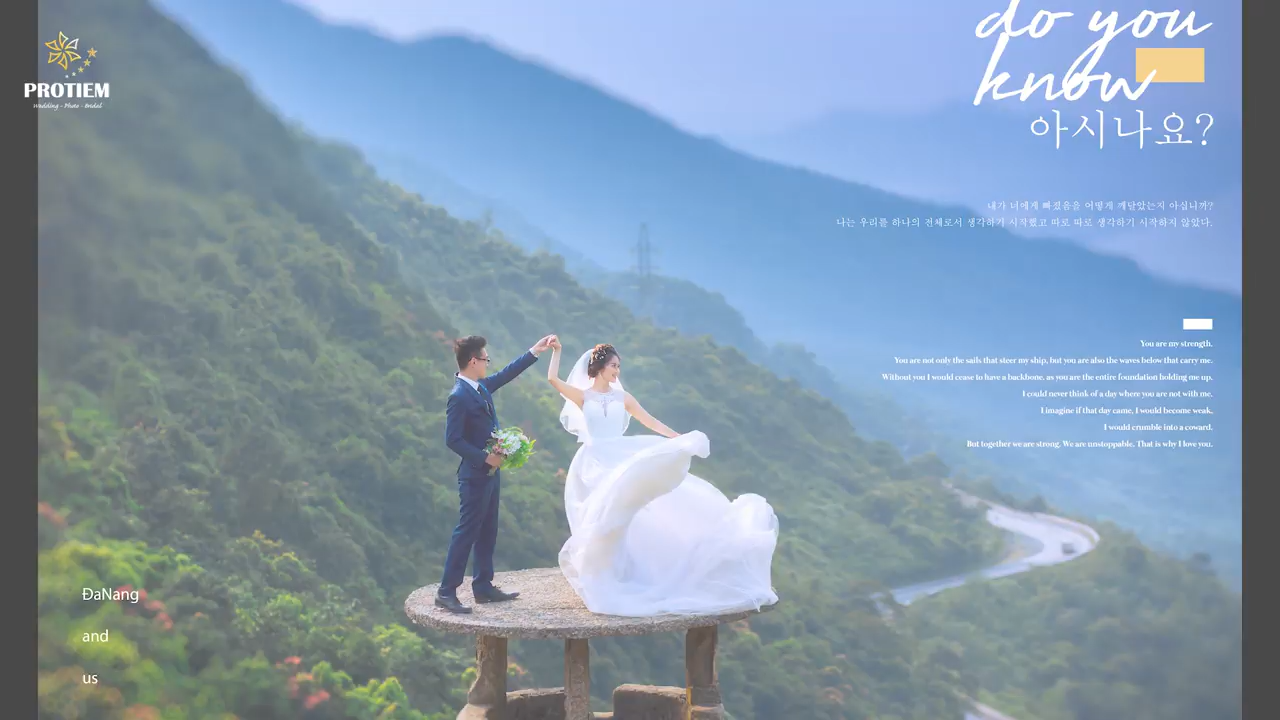 PROTIEM
Wedding - Photo - Bridal
do you
know
아시나요?
내가 너에게 빠졌음을 어떻게 깨달았는지 아십니까?
나는 우리를 하나의 전체로서 생각하기 시작했고 따로 따로 생각하기 시작하지 않았다.
You are my strength.
You are not only the sails that steer my ship, but you are also the waves below that carry me.
Without you I would cease to have a backbone, as you are the entire foundation holding me up.
I could never think of a day where you are not with me.
I imagine if that day came, I would become weak,
I would crumble into a coward.
But together we are strong. We are unstoppable. That is why I love you.
ĐaNang
and
us